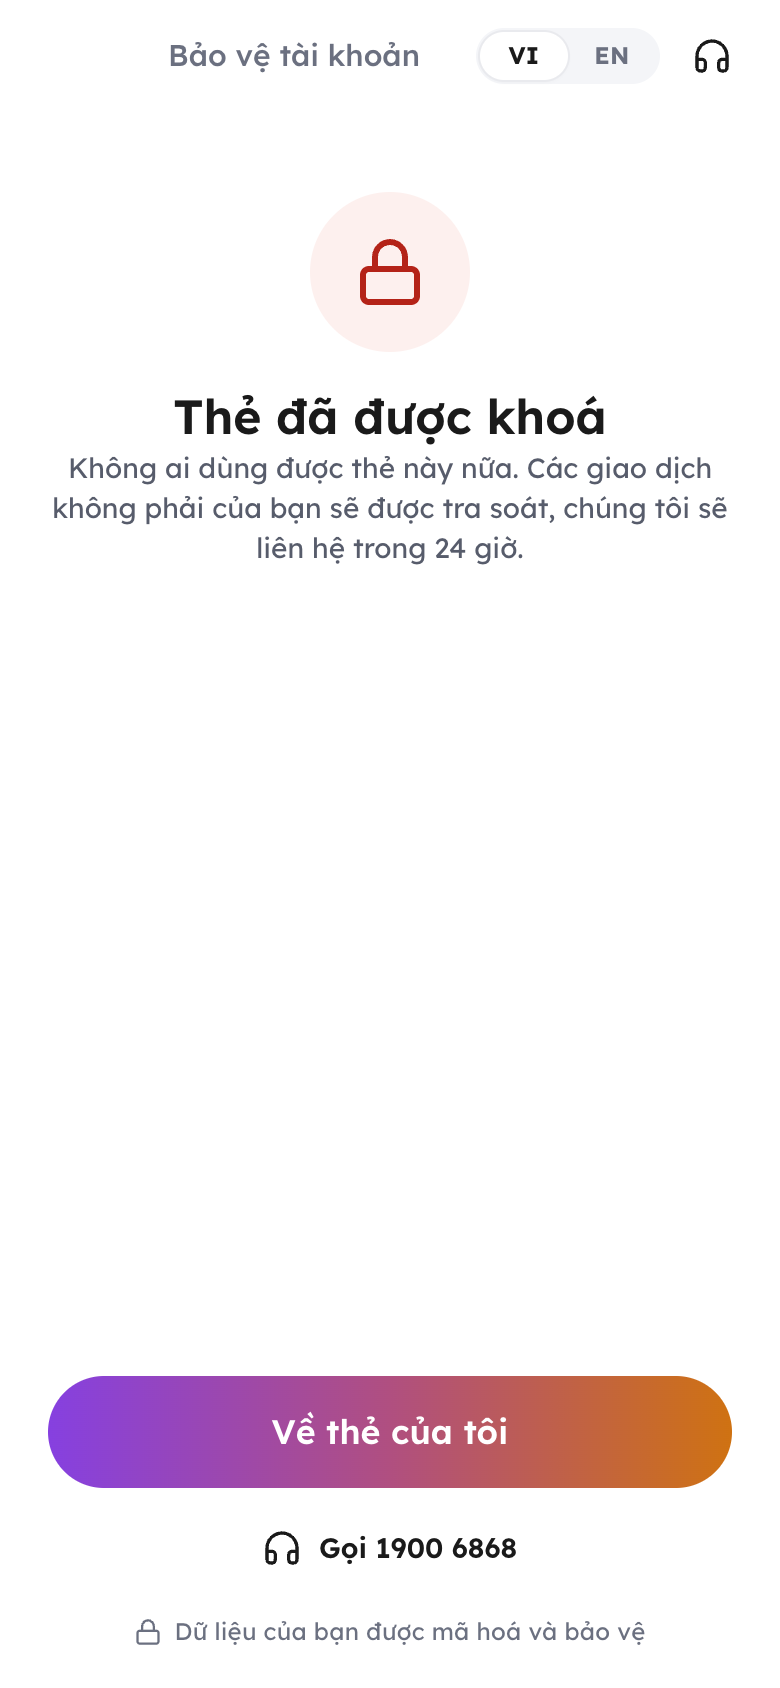 Bảo vệ tài khoản
VI
EN
Thẻ đã được khoá
Không ai dùng được thẻ này nữa. Các giao dịch
không phải của bạn sẽ được tra soát, chúng tôi sẽ
liên hệ trong 24 giờ.
Về thẻ của tôi
Gọi 1900 6868
Dữ liệu của bạn được mã hoá và bảo vệ